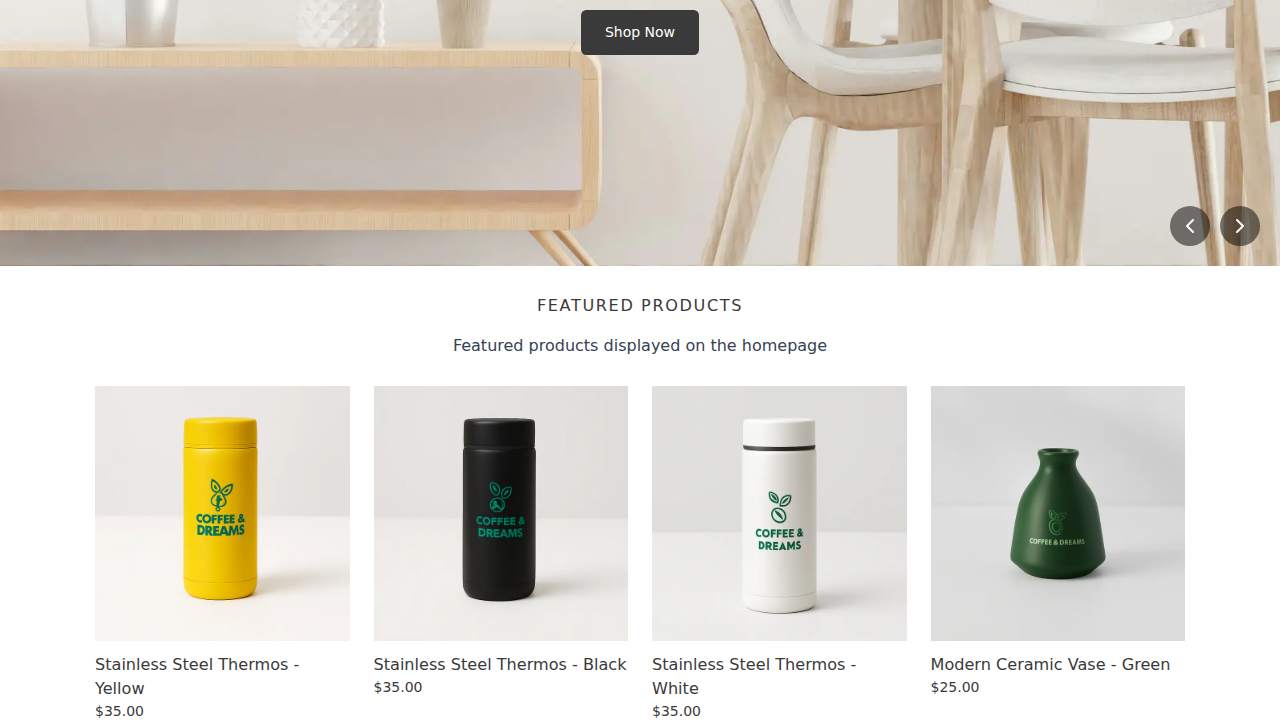 Shop Now
FEATURED PRODUCTS
Featured products displayed on the homepage
COFFEE &
DREAMS
COFFEE &
DREAMS
COFFEE &
DREAMS
COFFEE & DREAMS
Stainless Steel Thermos -
Yellow
$35.00
Stainless Steel Thermos - Black
$35.00
Stainless Steel Thermos -
White
$35.00
Modern Ceramic Vase - Green
$25.00